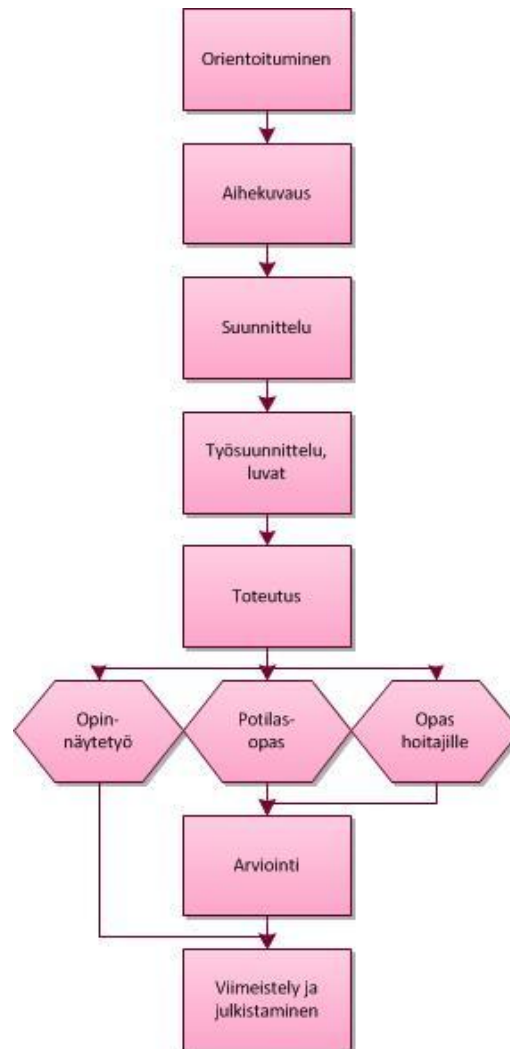 Orientoituminen
Aihekuvaus
Suunnittelu
Työsuunnittelu,
luvat
Toteutus
Opin-
näytetyö
Potilas-
opas
Opas
hoitajille
Arviointi
Viimeistely ja
julkistaminen